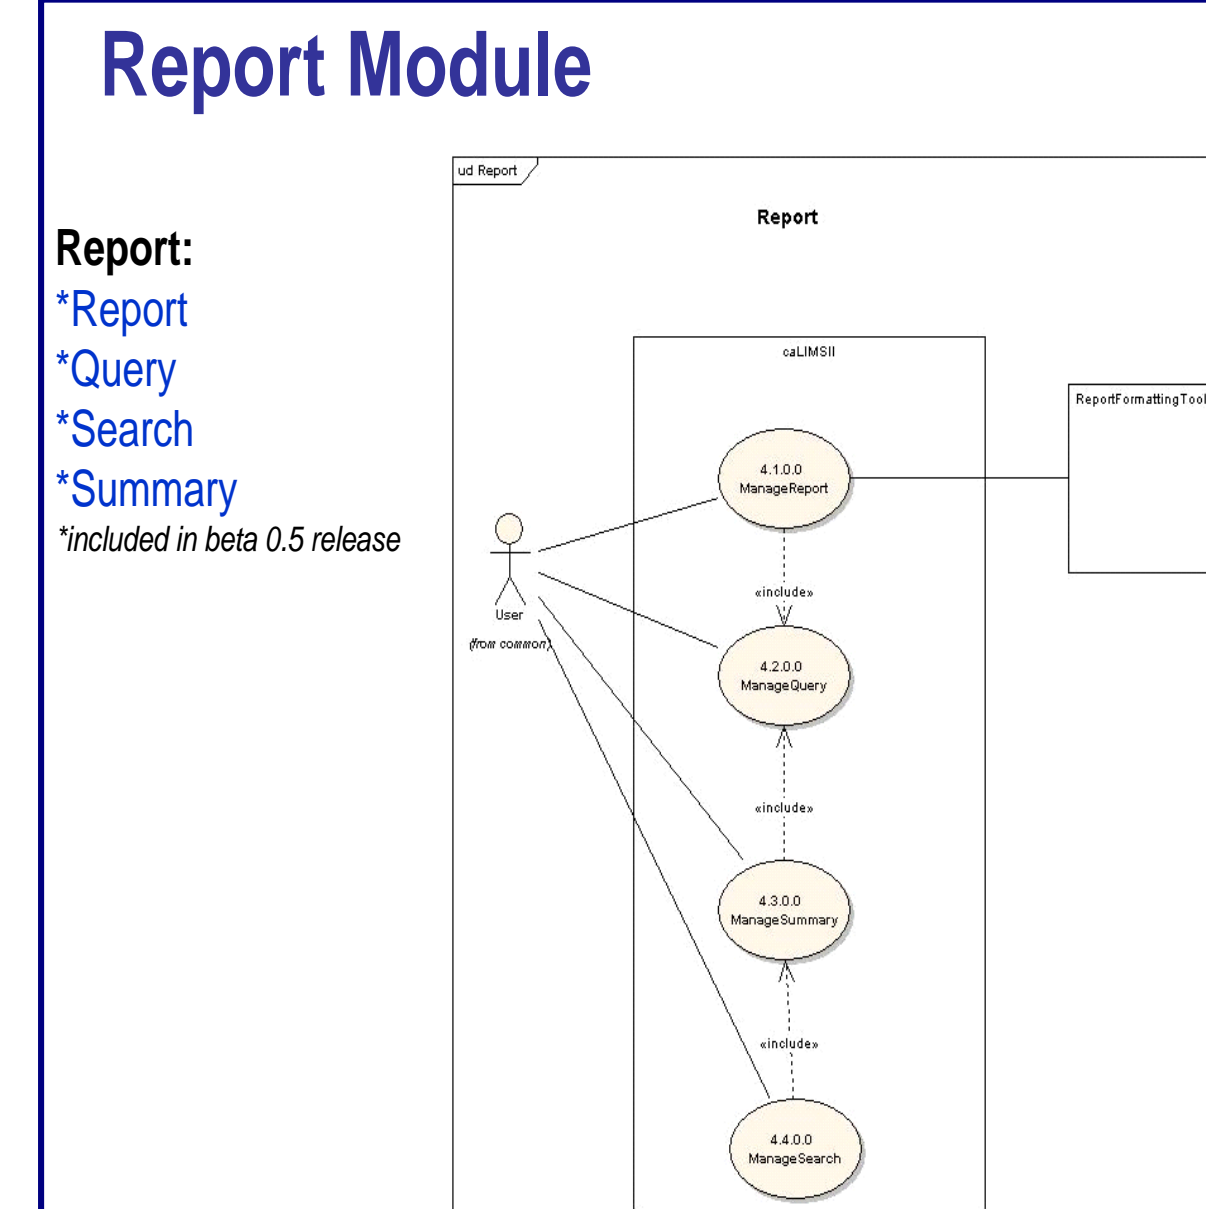 Report Module
Report:
*Report
*Query
*Search
*Summary
*included in beta 0.5 release
ud Report
Report
caLIMSII
ReportFormattingTool
4.1.0.0
ManageReport
«include»
User
(from common)
4.2.0.0
ManageQuery
«include»
4.3.0.0
ManageSummary
«include»
4.4.0.0
ManageSearch